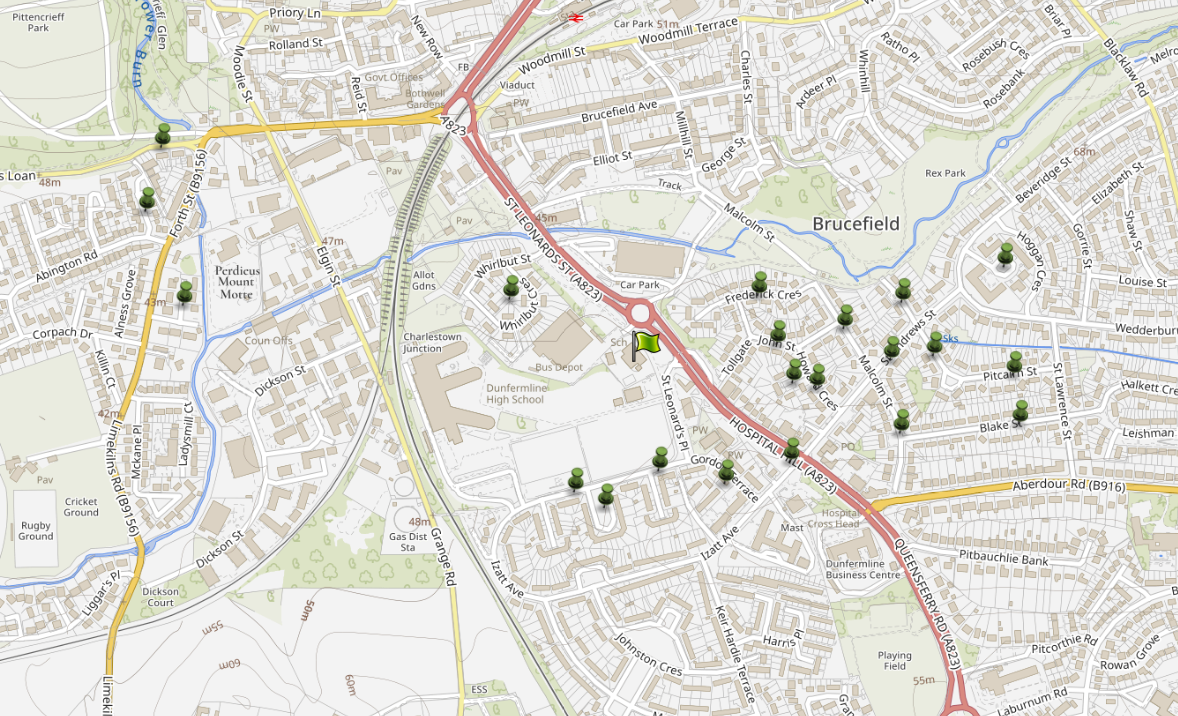 Pittencrieff
Park
Priory Ln
PW
Rolland St
Moodie St
Reid St
New Row
FB
Govt Offices
Bothwell
Gardens
Car Park 51m
Woodmill Terrace
Woodmill St
Viaduct
PW
Brucefield Ave
Charles St
Millhill St
Elliot St
George St
Ardeer Pl
Whinhill
Ratho Pl
Rosebush Cres
Rosebank
Briar Pl
Blacklaw Rd
A823
s Loan
48m
Forth St (B9156)
Abington Rd
Perdieus
Mount
Motte
47m
Elgin St
Pav
Pav
Track
Malcolm St
45m
ST LEONARDS ST (A823)
Brucefield
Rex Park
68m
Beveridge St
Elizabeth St
Gorrie St
Shaw St
Hoggan Cres
Louise St
Wedderbur
Allot
Gdns
Whirlbut St
Whirlbut Cres
Car Park
Frederick Cres
John St
Tollgate
Howard Cres
Malcolm St
St Andrews St
Sks
Pitcairn St
St Lawrence St
Halkett Cre
Blake St
Leishman
43m
Alness Grove
Corpach Dr
Killin Ct
42m
Limekilns Rd (B9156)
Mckane Pl
Ladysmill Ct
Coun Offs
Dickson St
Charlestown
Junction
Sch
Bus Depot
Dunfermline
High School
St Leonard's Pl
PW
PW
HOSPITAL HILL (A823)
PO
Gordon Terrace
Aberdour Rd (B916)
Hospital
Cross Head
Mast
Izatt Ave
Dunfermline
Business Centre
Pitbauchlie Bank
QUEENSFERRY RD (A823)
Pav
Cricket
Ground
Rugby
Ground
Dickson St
Liggar's Pl
Dickson
Court
48m
Gas Dist
Sta
Grange Rd
Izatt Ave
50m
55m
60m
60m
Keir Hardie Terrace
Harris Pl
Johnston Cres
ESS
Playing
Field
55m
Pitcorthie Rd
Rowan Grove
Laburnum Rd